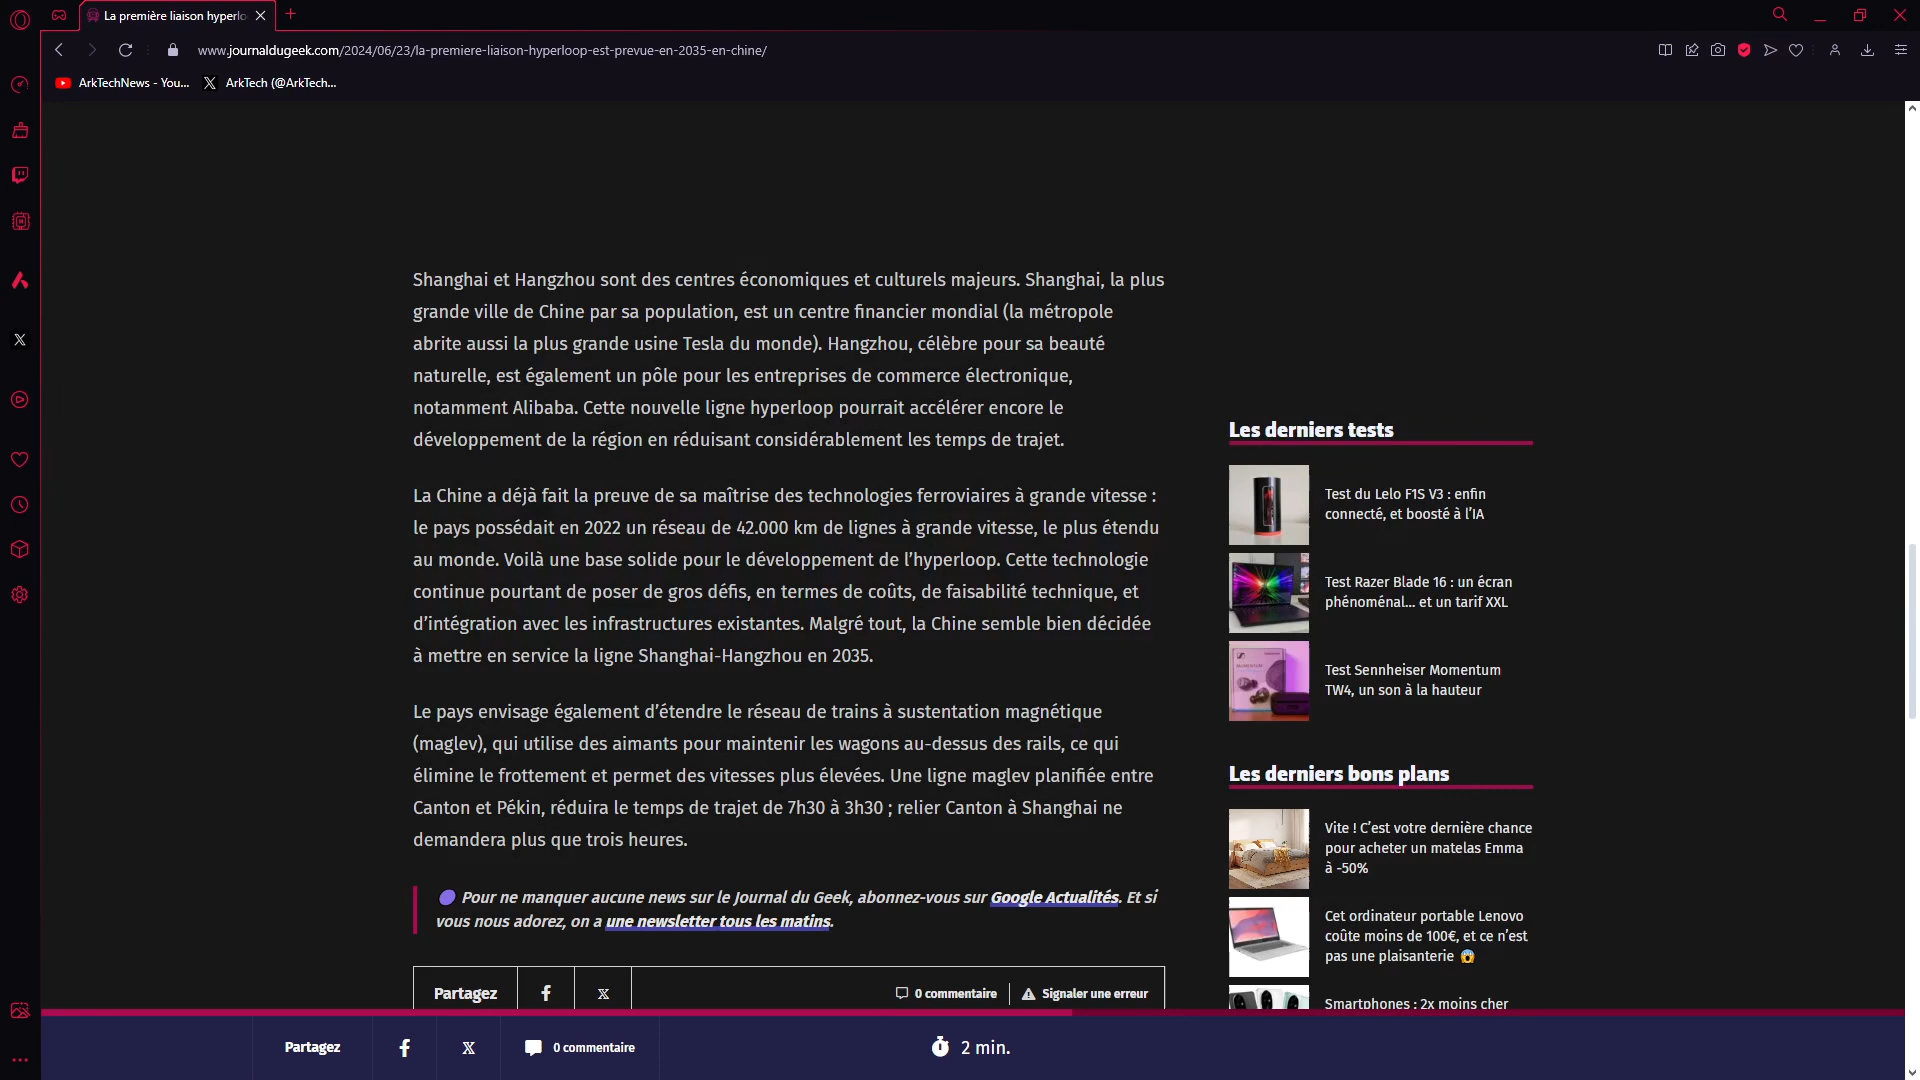 La première liaison hyperlo
www.journaldugeek.com/2024/06/23/la-premiere-liaison-hyperloop-est-prevue-en-2035-en-chine/
ArkTechNews - You...
ArkTech (@ArkTech...
Shanghai et Hangzhou sont des centres économiques et culturels majeurs. Shanghai, la plus
grande ville de Chine par sa population, est un centre financier mondial (la métropole
abrite aussi la plus grande usine Tesla du monde). Hangzhou, célèbre pour sa beauté
naturelle, est également un pôle pour les entreprises de commerce électronique,
notamment Alibaba. Cette nouvelle ligne hyperloop pourrait accélérer encore le
développement de la région en réduisant considérablement les temps de trajet.
La Chine a déjà fait la preuve de sa maîtrise des technologies ferroviaires à grande vitesse :
le pays possédait en 2022 un réseau de 42.000 km de lignes à grande vitesse, le plus étendu
au monde. Voilà une base solide pour le développement de l’hyperloop. Cette technologie
continue pourtant de poser de gros défis, en termes de coûts, de faisabilité technique, et
d’intégration avec les infrastructures existantes. Malgré tout, la Chine semble bien décidée
à mettre en service la ligne Shanghai-Hangzhou en 2035.
Le pays envisage également d’étendre le réseau de trains à sustentation magnétique
(maglev), qui utilise des aimants pour maintenir les wagons au-dessus des rails, ce qui
élimine le frottement et permet des vitesses plus élevées. Une ligne maglev planifiée entre
Canton et Pékin, réduira le temps de trajet de 7h30 à 3h30 ; relier Canton à Shanghai ne
demandera plus que trois heures.
Pour ne manquer aucune news sur le Journal du Geek, abonnez-vous sur Google Actualités. Et si
vous nous adorez, on a une newsletter tous les matins.
Partagez
0 commentaire
Signaler une erreur
Les derniers tests
Test du Lelo F1S V3 : enfin
connecté, et boosté à l’IA
Test Razer Blade 16 : un écran
phénoménal… et un tarif XXL
Test Sennheiser Momentum
TW4, un son à la hauteur
Les derniers bons plans
Vite ! C’est votre dernière chance
pour acheter un matelas Emma
à -50%
Cet ordinateur portable Lenovo
coûte moins de 100€, et ce n’est
pas une plaisanterie 😱
Smartphones : 2x moins cher
Partagez
0 commentaire
2 min.